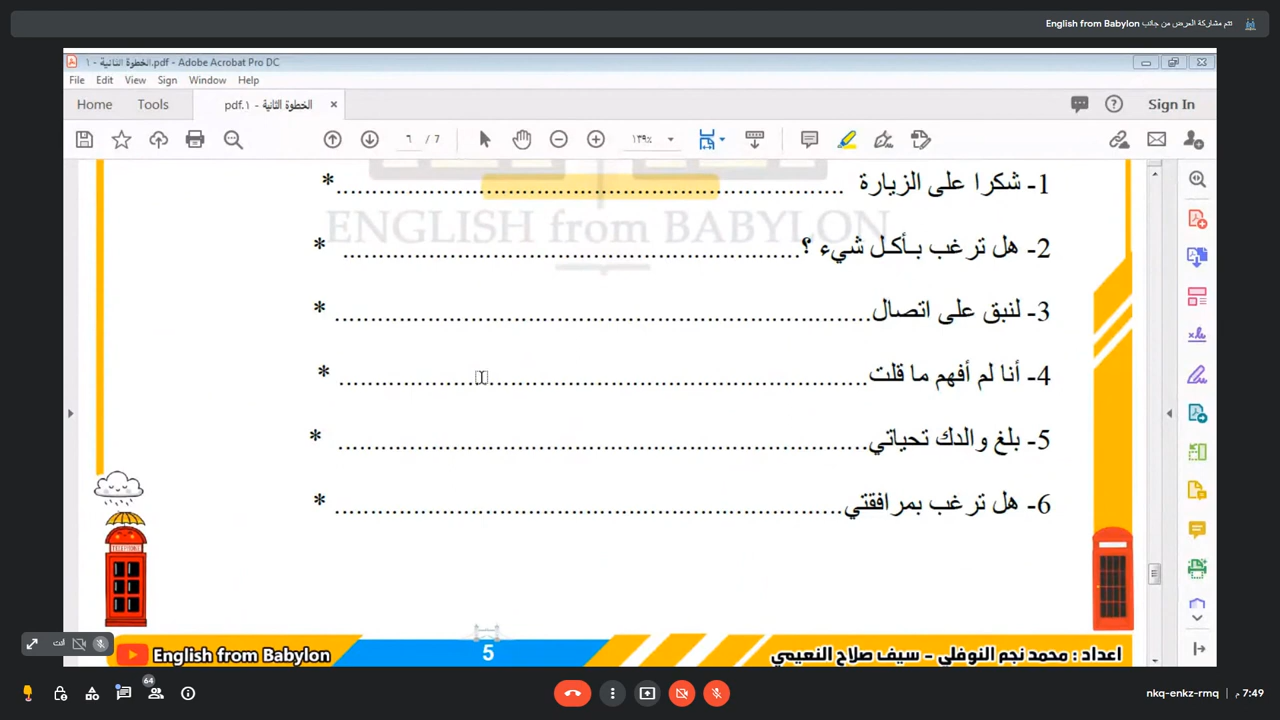 تتم مشاركة العرض من جانب English from Babylon
الخطوة الثانية - ١.pdf - Adobe Acrobat Pro DC
File Edit View Sign Window Help
Home Tools الخطوة الثانية - ١.pdf × Sign In
٦ / 7 ١٣٩%
1- شكرا على الزيارة ................................................*
ENGLISH from BABYLON
2- هل ترغب بـأكـل شيء ؟................................................ *
3- لنبق على اتصال................................................ *
4- أنا لم أفهم ما قلت................................................ *
5- بلغ والدك تحياتي................................................ *
6- هل ترغب بمرافقتي................................................ *
أنت
English from Babylon
5
اعداد : محمد نجم النوفلي - سيف صلاح النعيمي
64
nkq-enkz-rmq
7:49 م